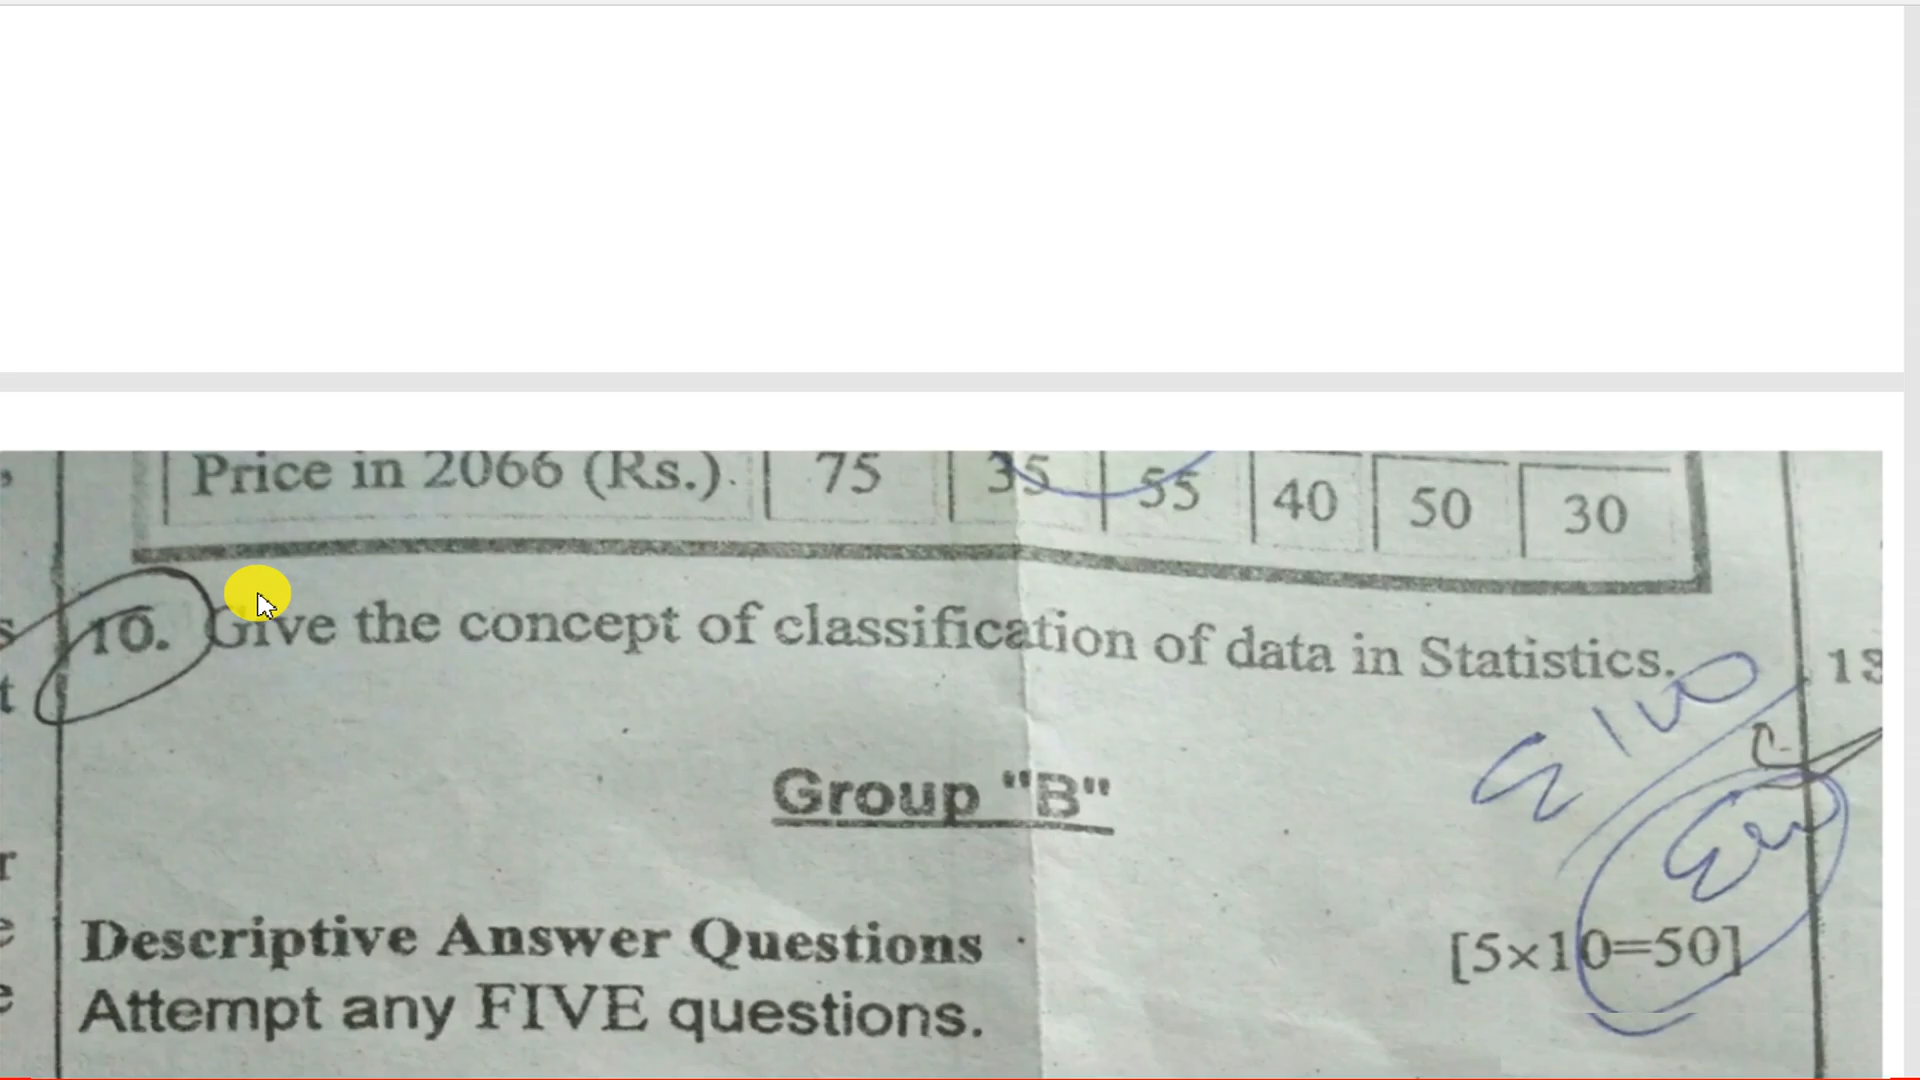 Price in 2066 (Rs.). 75 35 55 40 50 30
10. Give the concept of classification of data in Statistics.
Group "B"
Descriptive Answer Questions [5×10=50]
Attempt any FIVE questions.